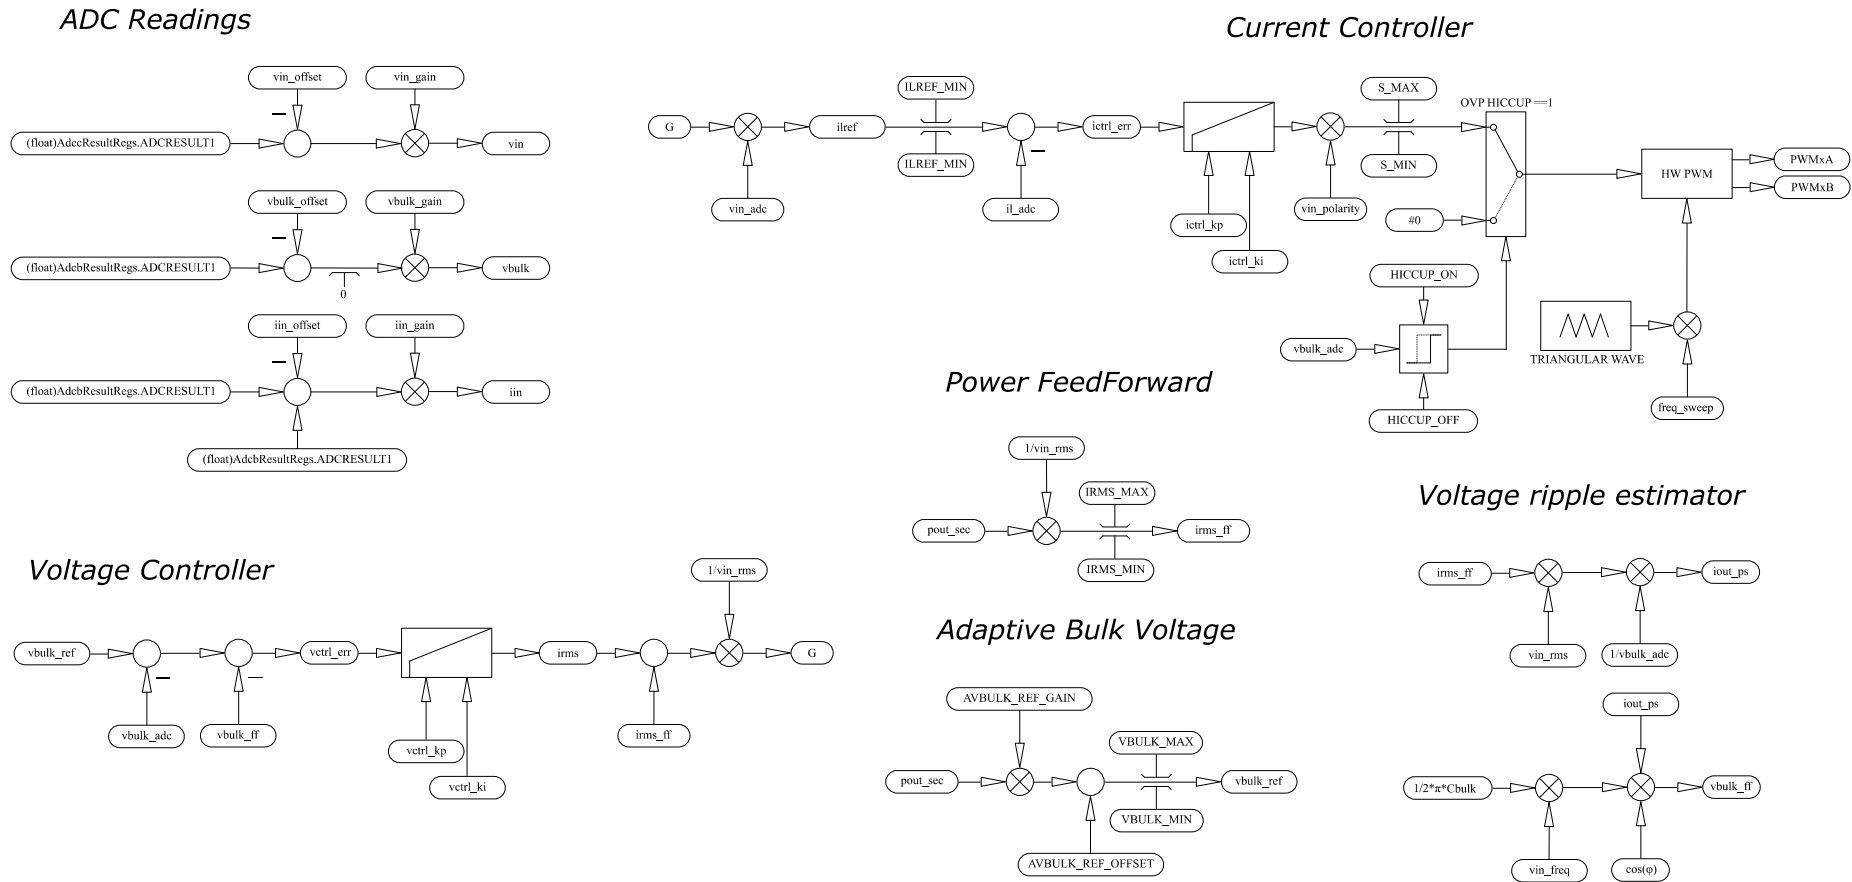 ADC Readings
vin_offset
vin_gain
(float)AdccResultRegs.ADCRESULT1
vin
vbulk_offset
vbulk_gain
(float)AdcbResultRegs.ADCRESULT1
vbulk
0
iin_offset
iin_gain
(float)AdcbResultRegs.ADCRESULT1
iin
(float)AdcbResultRegs.ADCRESULT1
Current Controller
G
vin_adc
ilref
ILREF_MIN
ILREF_MIN
il_adc
ictrl_err
ictrl_kp
ictrl_ki
vin_polarity
S_MAX
S_MIN
OVP HICCUP ==1
#0
HICCUP_ON
vbulk_adc
HICCUP_OFF
HW PWM
PWMxA
PWMxB
TRIANGULAR WAVE
freq_sweep
Power FeedForward
1/vin_rms
pout_sec
IRMS_MAX
IRMS_MIN
irms_ff
Voltage Controller
vbulk_ref
vbulk_adc
vbulk_ff
vctrl_err
vctrl_kp
vctrl_ki
irms
irms_ff
1/vin_rms
G
Adaptive Bulk Voltage
AVBULK_REF_GAIN
pout_sec
AVBULK_REF_OFFSET
VBULK_MAX
VBULK_MIN
vbulk_ref
Voltage ripple estimator
irms_ff
vin_rms
1/vbulk_adc
iout_ps
iout_ps
1/2*π*Cbulk
vin_freq
cos(φ)
vbulk_ff